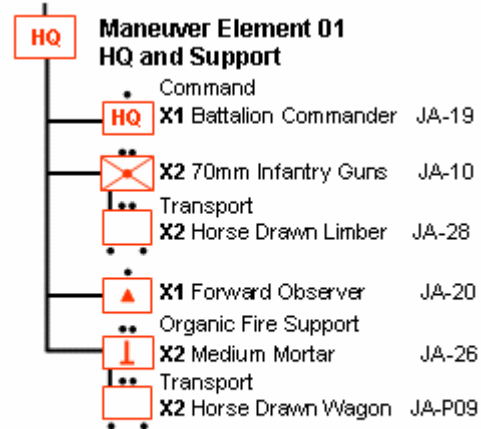 HQ Maneuver Element 01
HQ and Support
Command
HQ X1 Battalion Commander JA-19
X2 70mm Infantry Guns JA-10
Transport
X2 Horse Drawn Limber JA-28
X1 Forward Observer JA-20
Organic Fire Support
X2 Medium Mortar JA-26
Transport
X2 Horse Drawn Wagon JA-P09